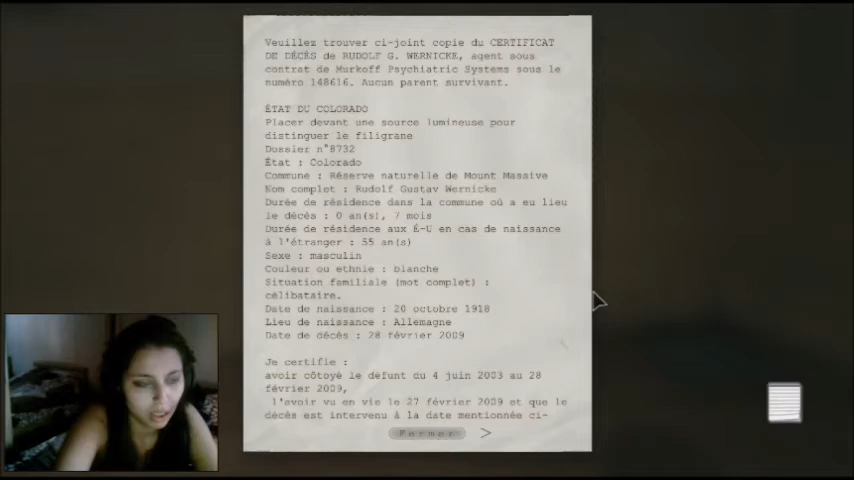 Veuillez trouver ci-joint copie du CERTIFICAT
DE DÉCÈS de RUDOLF G. WERNICKE, agent sous
contrat de Murkoff Psychiatric Systems sous le
numéro 148616. Aucun parent survivant.
ÉTAT DU COLORADO
Placer devant une source lumineuse pour
distinguer le filigrane
Dossier n°8732
État : Colorado
Commune : Réserve naturelle de Mount Massive
Nom complet : Rudolf Gustav Wernicke
Durée de résidence dans la commune où a eu lieu
le décès : 0 an(s), 7 mois
Durée de résidence aux É-U en cas de naissance
à l'étranger : 55 an(s)
Sexe : masculin
Couleur ou ethnie : blanche
Situation familiale (mot complet) :
célibataire.
Date de naissance : 20 octobre 1918
Lieu de naissance : Allemagne
Date de décès : 28 février 2009
Je certifie :
avoir côtoyé le défunt du 4 juin 2003 au 28
février 2009,
l'avoir vu en vie le 27 février 2009 et que le
décès est intervenu à la date mentionnée ci-
Fermer >